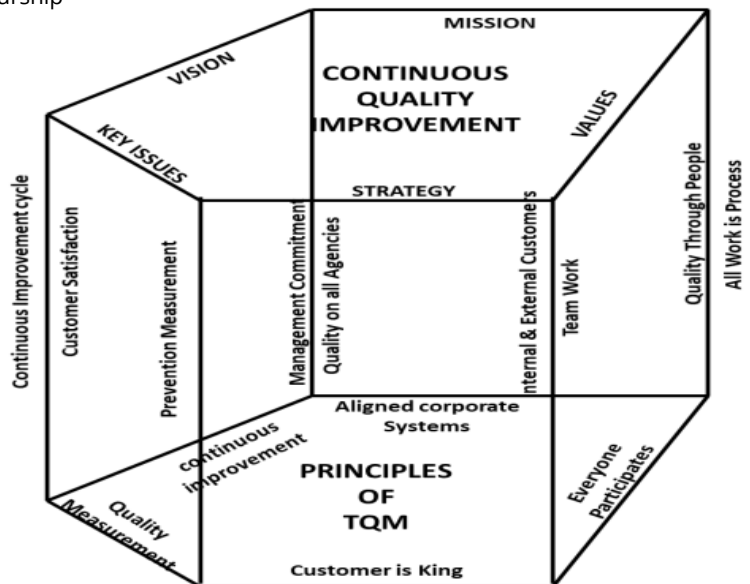 MISSION
VISION
CONTINUOUS
QUALITY
IMPROVEMENT
VALUES
KEY ISSUES
STRATEGY
Continuous Improvement cycle
Customer Satisfaction
Prevention Measurement
Management Commitment
Quality on all Agencies
nternal & External Customers
Team Work
Quality Through People
All Work is Process
Aligned corporate
Systems
continuous
improvement
PRINCIPLES
OF
TQM
Everyone
Participates
Quality
Measurement
Customer is King